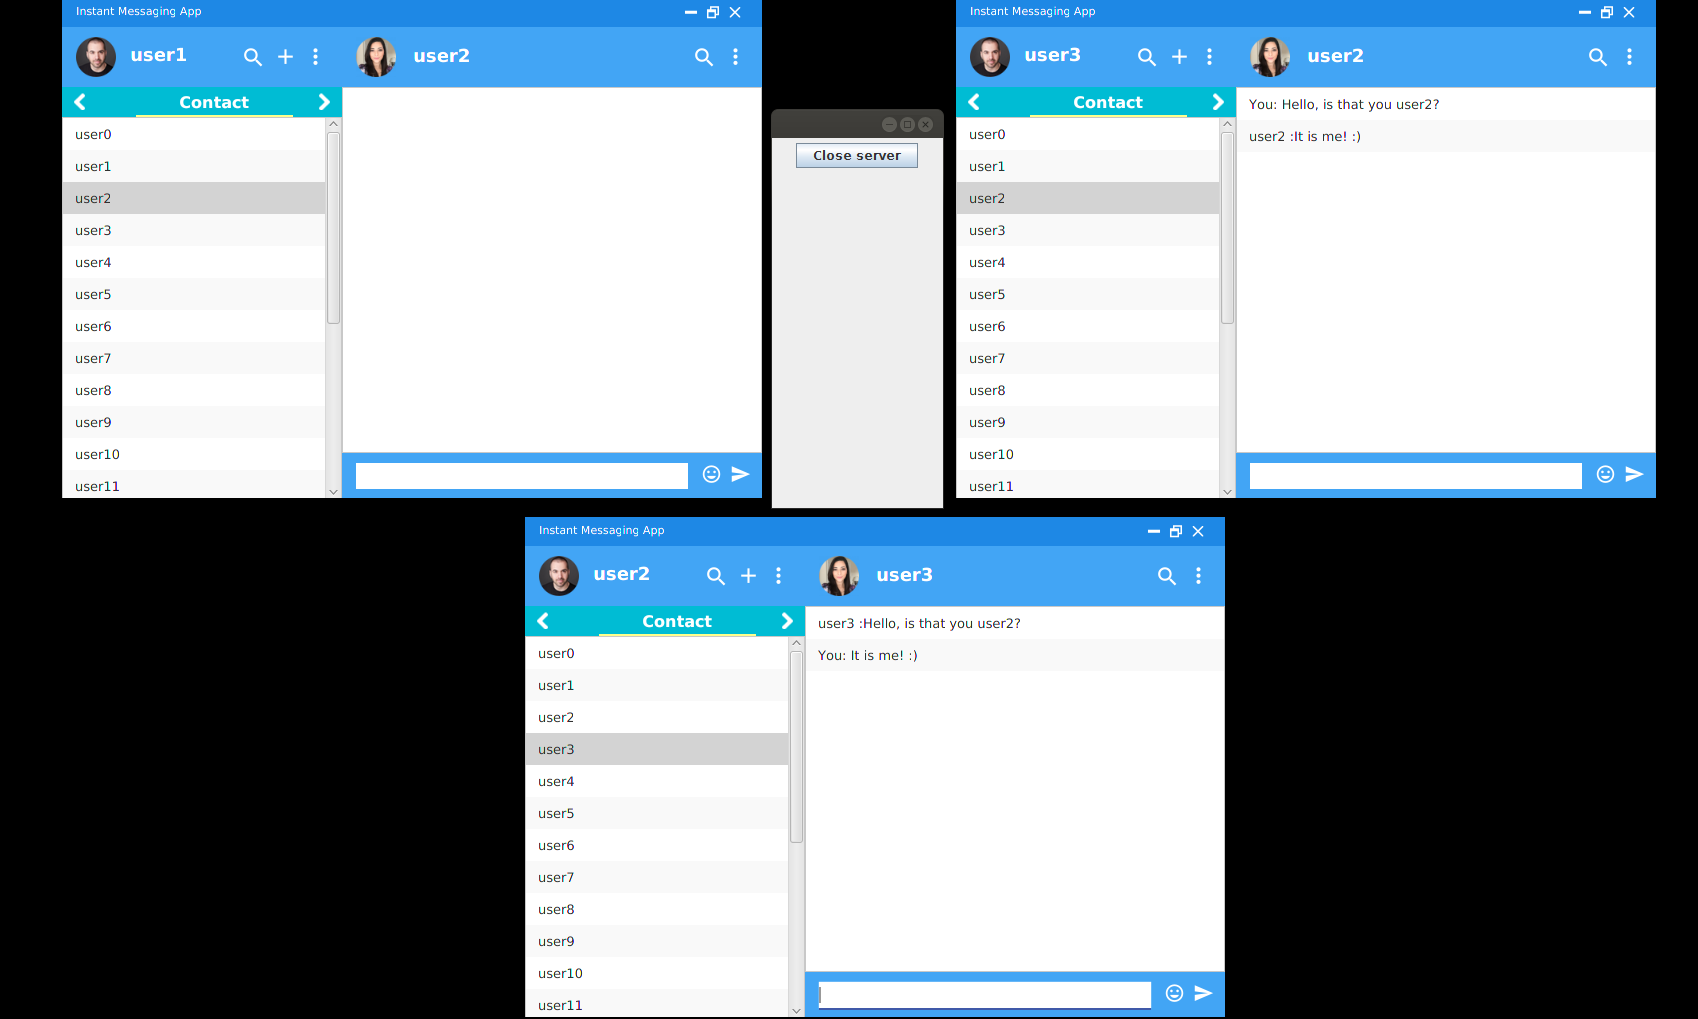 Instant Messaging App
user1
user2
Contact
user0
user1
user2
user3
user4
user5
user6
user7
user8
user9
user10
user11
Close server
Instant Messaging App
user3
user2
Contact
You: Hello, is that you user2?
user2 :It is me! :)
user0
user1
user2
user3
user4
user5
user6
user7
user8
user9
user10
user11
Instant Messaging App
user2
user3
Contact
user3 :Hello, is that you user2?
You: It is me! :)
user0
user1
user2
user3
user4
user5
user6
user7
user8
user9
user10
user11